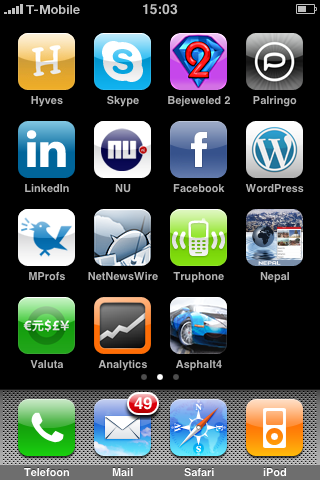 T-Mobile 15:03
H 2 P
Hyves Skype Bejeweled 2 Palringo
in NU f W
LinkedIn NU Facebook WordPress
NEPAL
MProfs NetNewsWire Truphone Nepal
€元$£¥
Valuta Analytics Asphalt4
49
Telefoon Mail Safari iPod